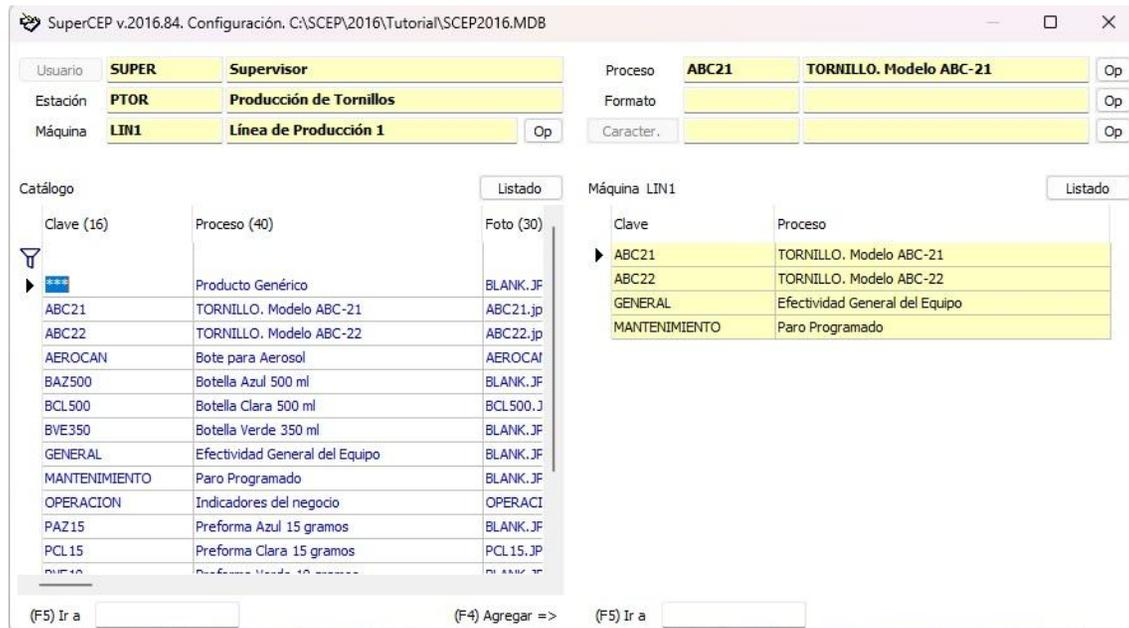 SuperCEP v.2016.84. Configuración. C:\SCEP\2016\Tutorial\SCEP2016.MDB
Usuario SUPER Supervisor Proceso ABC21 TORNILLO. Modelo ABC-21 Op
Estación PTOR Producción de Tornillos Formato Op
Máquina LIN1 Línea de Producción 1 Op Caracter. Op
Catálogo Listado Máquina LIN1 Listado
Clave (16) Proceso (40) Foto (30) Clave Proceso
*** Producto Genérico BLANK.JP
ABC21 TORNILLO. Modelo ABC-21 ABC21.jp
ABC22 TORNILLO. Modelo ABC-22 ABC22.jp
AEROCAN Bote para Aerosol AEROCA
BAZ500 Botella Azul 500 ml BLANK.JP
BCL500 Botella Clara 500 ml BCL500.J
BVE350 Botella Verde 350 ml BLANK.JP
GENERAL Efectividad General del Equipo BLANK.JP
MANTENIMIENTO Paro Programado BLANK.JP
OPERACION Indicadores del negocio OPERACI
PAZ15 Preforma Azul 15 gramos BLANK.JP
PCL15 Preforma Clara 15 gramos PCL15.JP
ABC21 TORNILLO. Modelo ABC-21
ABC22 TORNILLO. Modelo ABC-22
GENERAL Efectividad General del Equipo
MANTENIMIENTO Paro Programado
(F5) Ir a (F4) Agregar => (F5) Ir a